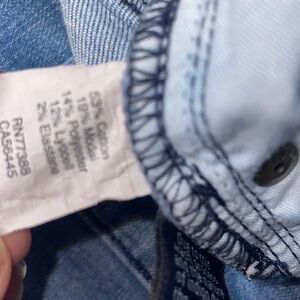 53% Cotton
19% Modal
14% Polyester
12% Lyocell
2% Elastane
RN77388
CA56445